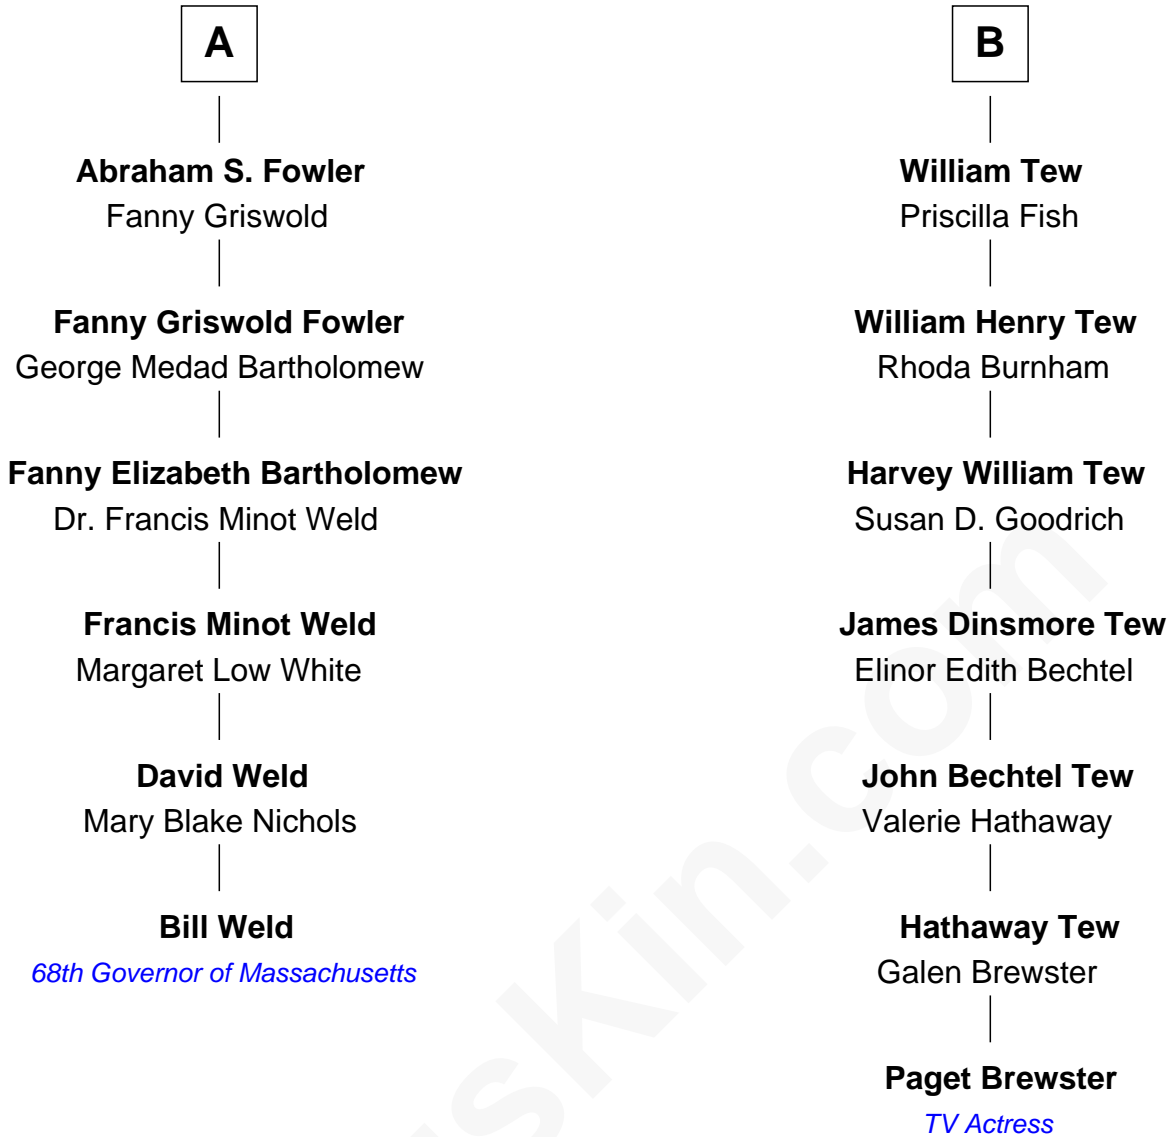 A
Abraham S. Fowler
Fanny Griswold
Fanny Griswold Fowler
George Medad Bartholomew
Fanny Elizabeth Bartholomew
Dr. Francis Minot Weld
Francis Minot Weld
Margaret Low White
David Weld
Mary Blake Nichols
Bill Weld
68th Governor of Massachusetts
B
William Tew
Priscilla Fish
William Henry Tew
Rhoda Burnham
Harvey William Tew
Susan D. Goodrich
James Dinsmore Tew
Elinor Edith Bechtel
John Bechtel Tew
Valerie Hathaway
Hathaway Tew
Galen Brewster
Paget Brewster
TV Actress
sKin.com